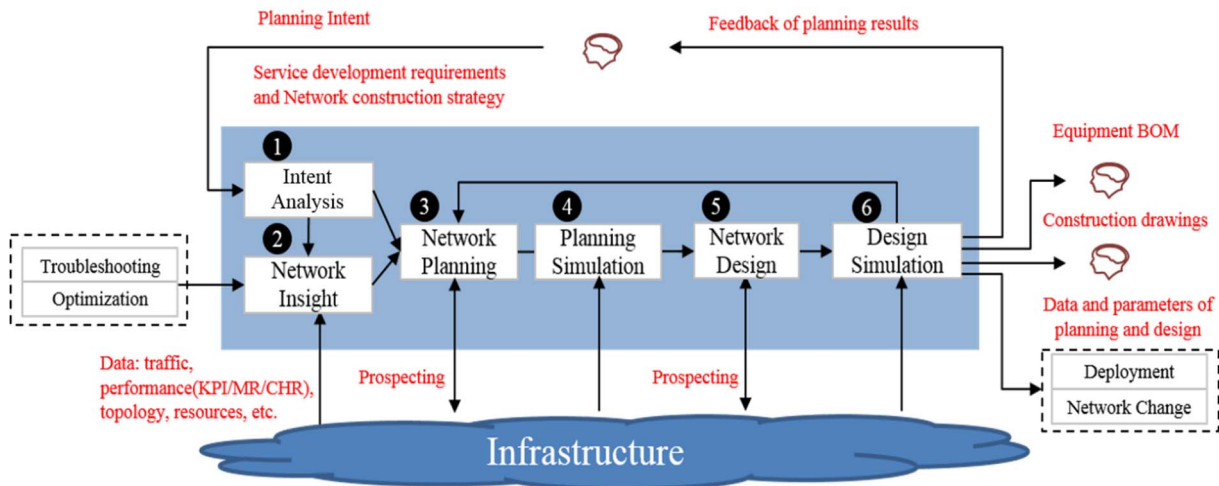 Planning Intent
Feedback of planning results
Service development requirements
and Network construction strategy
Equipment BOM
1
Intent
Analysis
2
Network
Insight
3
Network
Planning
4
Planning
Simulation
5
Network
Design
6
Design
Simulation
Construction drawings
Troubleshooting
Optimization
Data and parameters of
planning and design
Data: traffic,
performance(KPI/MR/CHR),
topology, resources, etc.
Prospecting
Prospecting
Deployment
Network Change
Infrastructure